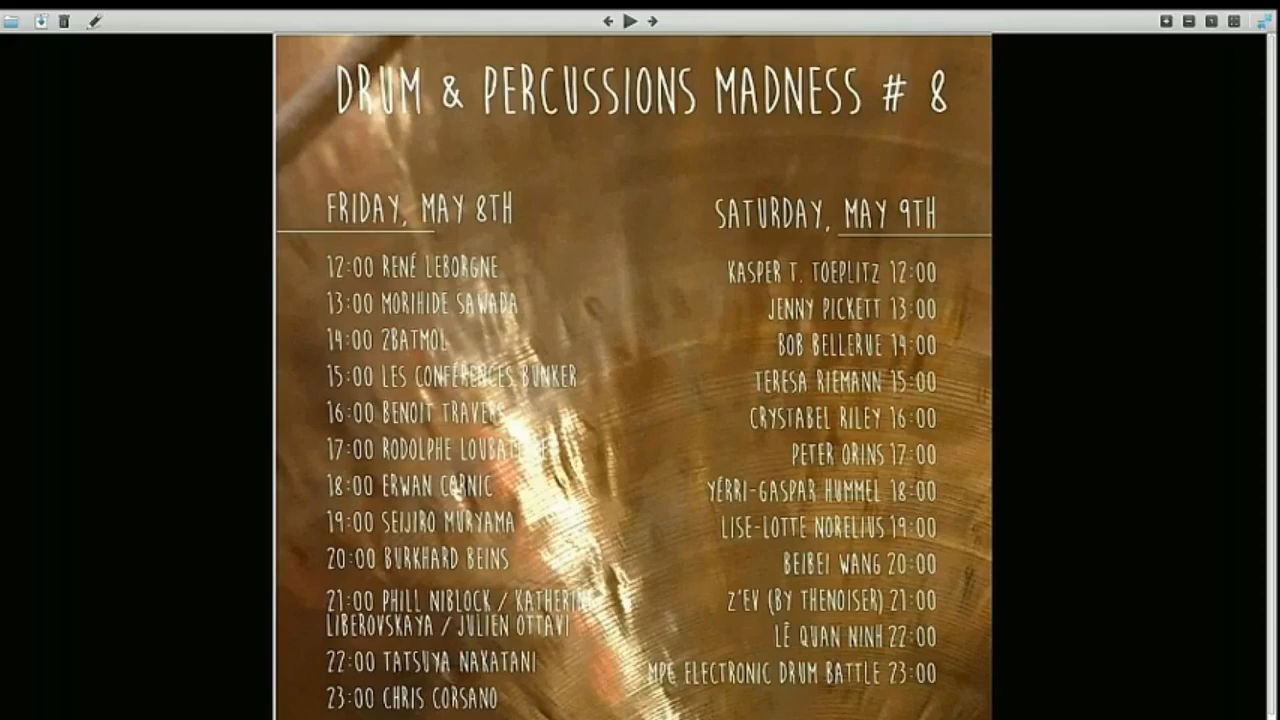 DRUM & PERCUSSIONS MADNESS # 8
FRIDAY, MAY 8TH
12:00 RENÉ LEBORGNE
13:00 MORIHIDE SAWADA
14:00 2BATMOL
15:00 LES CONFÉRENCES BUNKER
16:00 BENOIT TRAVERS
17:00 RODOLPHE
18:00 ERWAN CORNIC
19:00 SEIJIRO MURYAMA
20:00 BURKHARD BEINS
21:00 PHILL NIBLOCK / KATHERINE
LIBEROVSKAYA / JULIEN OTTAVI
22:00 TATSUYA NAKATANI
23:00 CHRIS CORSANO
SATURDAY, MAY 9TH
KASPER T. TOEPLITZ 12:00
JENNY PICKETT 13:00
BOB BELLERUE 14:00
TERESA RIEMANN 15:00
CRYSTABEL RILEY 16:00
PETER ORINS 17:00
YÉRRI-GASPAR HUMMEL 18:00
LISE-LOTTE NORELIUS 19:00
BEIBEI WANG 20:00
Z'EV (BY THENOISER) 21:00
LÊ QUAN NINH 22:00
MPC ELECTRONIC DRUM BATTLE 23:00